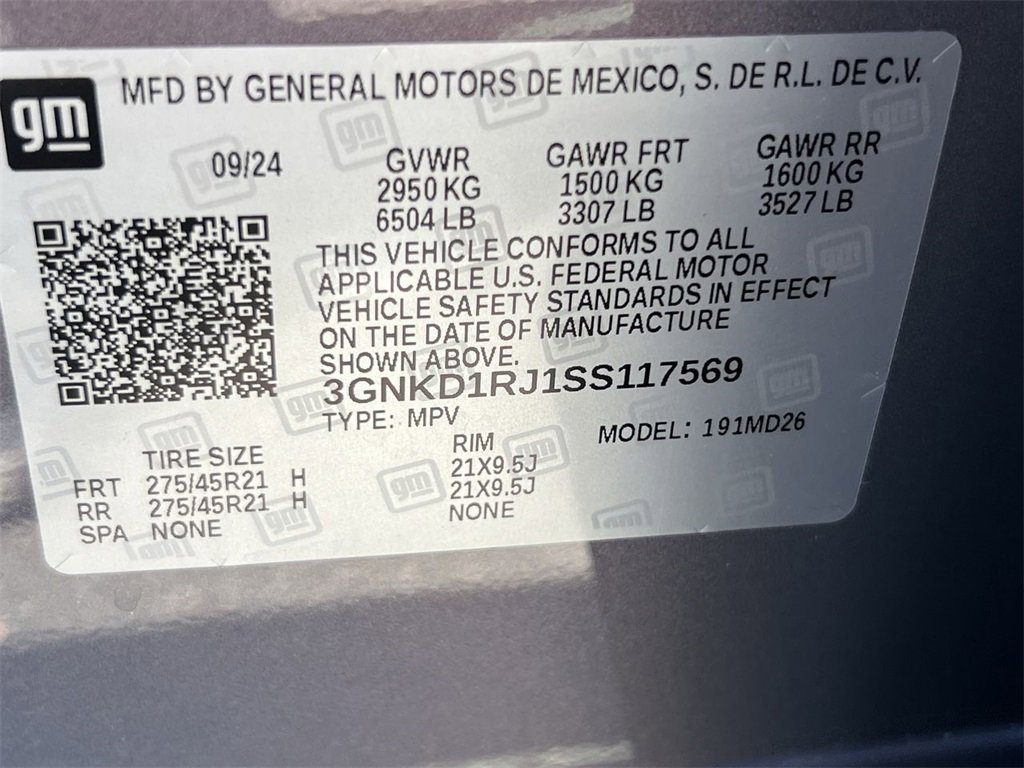 gm
MFD BY GENERAL MOTORS DE MEXICO, S. DE R.L. DE C.V.
09/24 GVWR GAWR FRT GAWR RR
2950 KG 1500 KG 1600 KG
6504 LB 3307 LB 3527 LB
THIS VEHICLE CONFORMS TO ALL
APPLICABLE U.S. FEDERAL MOTOR
VEHICLE SAFETY STANDARDS IN EFFECT
ON THE DATE OF MANUFACTURE
SHOWN ABOVE.
3GNKD1RJ1SS117569
TYPE: MPV MODEL: 191MD26
TIRE SIZE RIM
FRT 275/45R21 H 21X9.5J
RR 275/45R21 H 21X9.5J
SPA NONE NONE